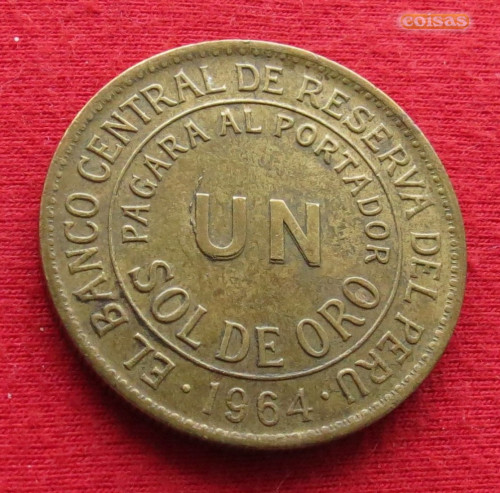 coisas
EL BANCO CENTRAL DE RESERVA DEL PERU
· 1964 ·
PAGARA AL PORTADOR
UN
SOL DE ORO